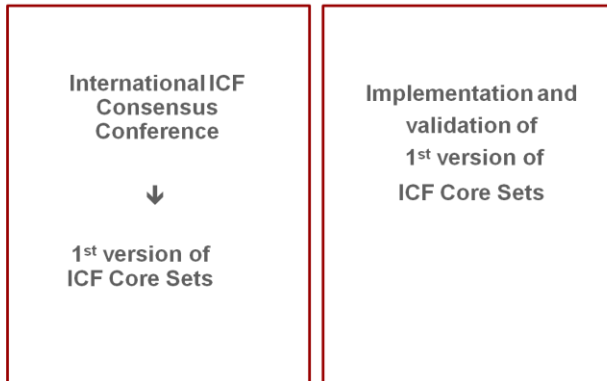 International ICF
Consensus
Conference
↓
1st version of
ICF Core Sets
Implementation and
validation of
1st version of
ICF Core Sets